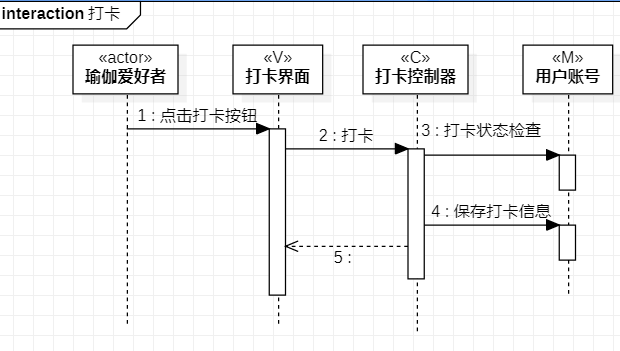 interaction 打卡
«actor»
瑜伽爱好者
«V»
打卡界面
«C»
打卡控制器
«M»
用户账号
1 : 点击打卡按钮
2 : 打卡
3 : 打卡状态检查
4 : 保存打卡信息
5 :